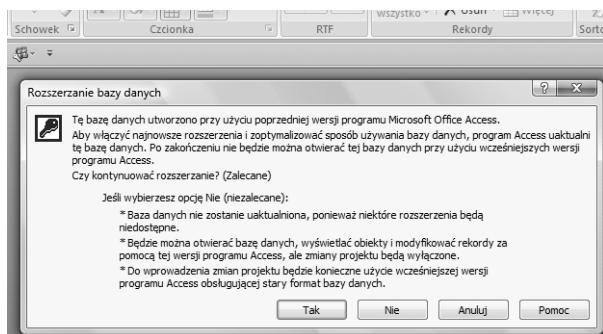 wszystko
Usuń
Więcej
Schowek
Czcionka
RTF
Rekordy
Rozszerzanie bazy danych
Tę bazę danych utworzono przy użyciu poprzedniej wersji programu Microsoft Office Access.
Aby włączyć najnowsze rozszerzenia i zoptymalizować sposób używania bazy danych, program Access uaktualni
tę bazę danych. Po zakończeniu nie będzie można otwierać tej bazy danych przy użyciu wcześniejszych wersji
programu Access.
Czy kontynuować rozszerzanie? (Zalecane)
Jeśli wybierzesz opcję Nie (niezalecane):
* Baza danych nie zostanie uaktualniona, ponieważ niektóre rozszerzenia będą
niedostępne.
* Będzie można otwierać bazę danych, wyświetlać obiekty i modyfikować rekordy za
pomocą tej wersji programu Access, ale zmiany projektu będą wyłączone.
* Do wprowadzenia zmian projektu będzie konieczne użycie wcześniejszej wersji
programu Access obsługującej stary format bazy danych.
Tak
Nie
Anuluj
Pomoc